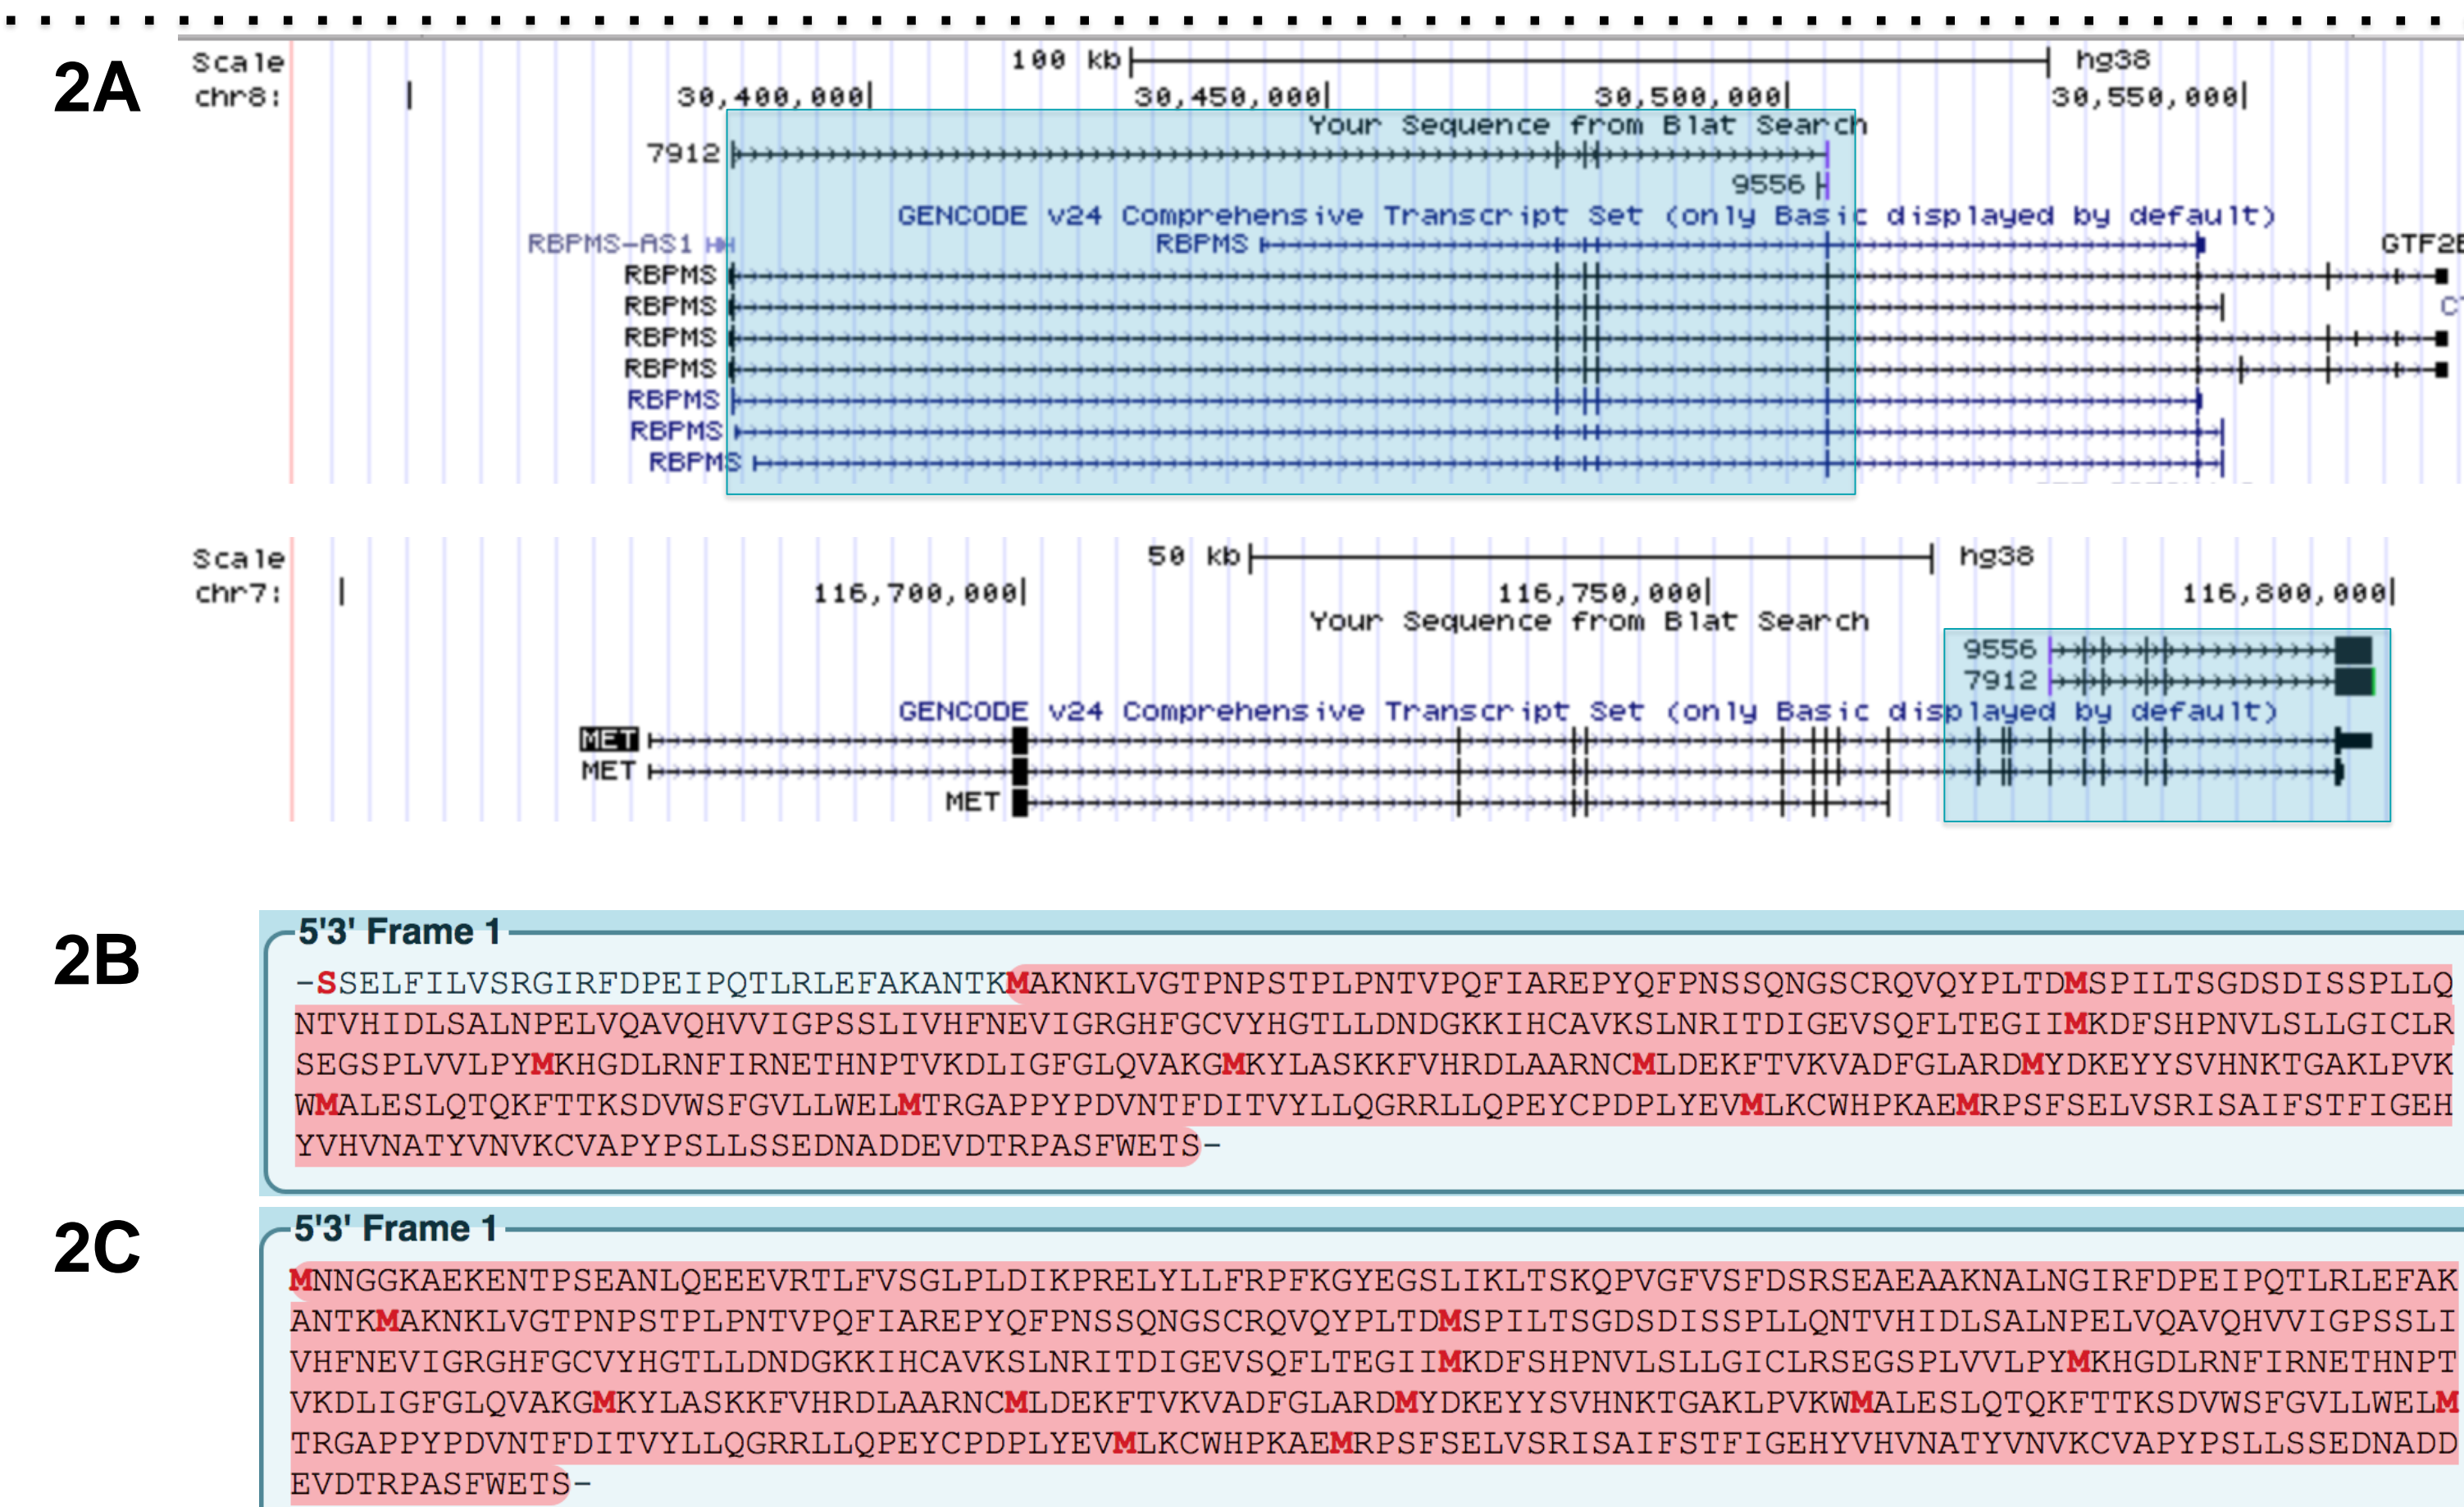 2A
Scale 100 kb hg38
chr8: 30,400,000 30,450,000 30,500,000 30,550,000
Your Sequence from Blat Search
7912
9556
GENCODE v24 Comprehensive Transcript Set (only Basic displayed by default)
RBPMS-AS1 RBPMS
RBPMS
RBPMS
RBPMS
RBPMS
RBPMS
RBPMS
RBPMS
Scale 50 kb hg38
chr7: 116,700,000 116,750,000 116,800,000
Your Sequence from Blat Search
9556
7912
GENCODE v24 Comprehensive Transcript Set (only Basic displayed by default)
MET
MET
MET
2B
5'3' Frame 1
-SSELFILVSRGIRFDPEIPQTLRLEFAKANTKMAKNKLVGTPNPSTPLPNTVPQFIAREPYQFPNSSQNGSCRQVQYPLTDMSPILTSGDSDISSPLLQ
NTVHIDLSALNPELVQAVQHVVIGPSSLIVHFNEVIGRGHFGCVYHGTLLDNDGKKIHCAVKSLNRITDIGEVSQFLTEGIIMKDFSHPNVLSLLGICLR
SEGSPLVVLPYMKHGDLRNFIRNETHNPTVKDLIGFGLQVAKGMKYLASKKFVHRDLAARNCMLDEKFTVKVADFGLARDMYDKEYYSVHNKTGAKLPVK
WMALESLQTQKFTTKSDVWSFGVLLWELMTRGAPPYPDVNTFDITVYLLQGRRLLQPEYCPDPLYEVMLKCWHPKAEMRPSFSELVSRISAIFSTFIGEH
YVHVNATYVNVKCVAPYPSLLSSEDNADDEVDTRPASFWETS-
2C
5'3' Frame 1
MNNGGKAEKENTPSEANLQEEEVRTLFVSGLPLDIKPRELYLLFRPFKGYEGSLIKLTSKQPVGFVSFDSRSEAEAAKNALNGIRFDPEIPQTLRLEFAK
ANTKMAKNKLVGTPNPSTPLPNTVPQFIAREPYQFPNSSQNGSCRQVQYPLTDMSPILTSGDSDISSPLLQNTVHIDLSALNPELVQAVQHVVIGPSSLI
VHFNEVIGRGHFGCVYHGTLLDNDGKKIHCAVKSLNRITDIGEVSQFLTEGIIMKDFSHPNVLSLLGICLRSEGSPLVVLPYMKHGDLRNFIRNETHNPT
VKDLIGFGLQVAKGMKYLASKKFVHRDLAARNCMLDEKFTVKVADFGLARDMYDKEYYSVHNKTGAKLPVKWMALESLQTQKFTTKSDVWSFGVLLWELM
TRGAPPYPDVNTFDITVYLLQGRRLLQPEYCPDPLYEVMLKCWHPKAEMRPSFSELVSRISAIFSTFIGEHYVHVNATYVNVKCVAPYPSLLSSEDNADD
EVDTRPASFWETS-